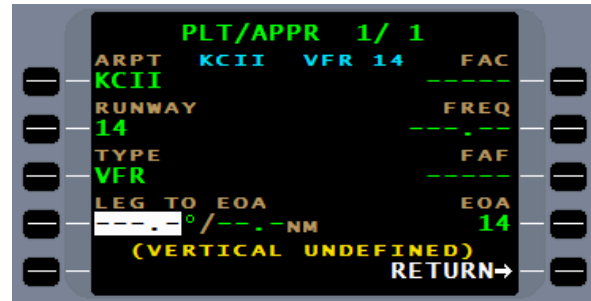 PLT/APPR 1/ 1
ARPT KCII VFR 14 FAC
KCII -----
RUNWAY FREQ
14 ---.--
TYPE FAF
VFR -----
LEG TO EOA EOA
---.-°/--.-NM 14
(VERTICAL UNDEFINED)
RETURN→